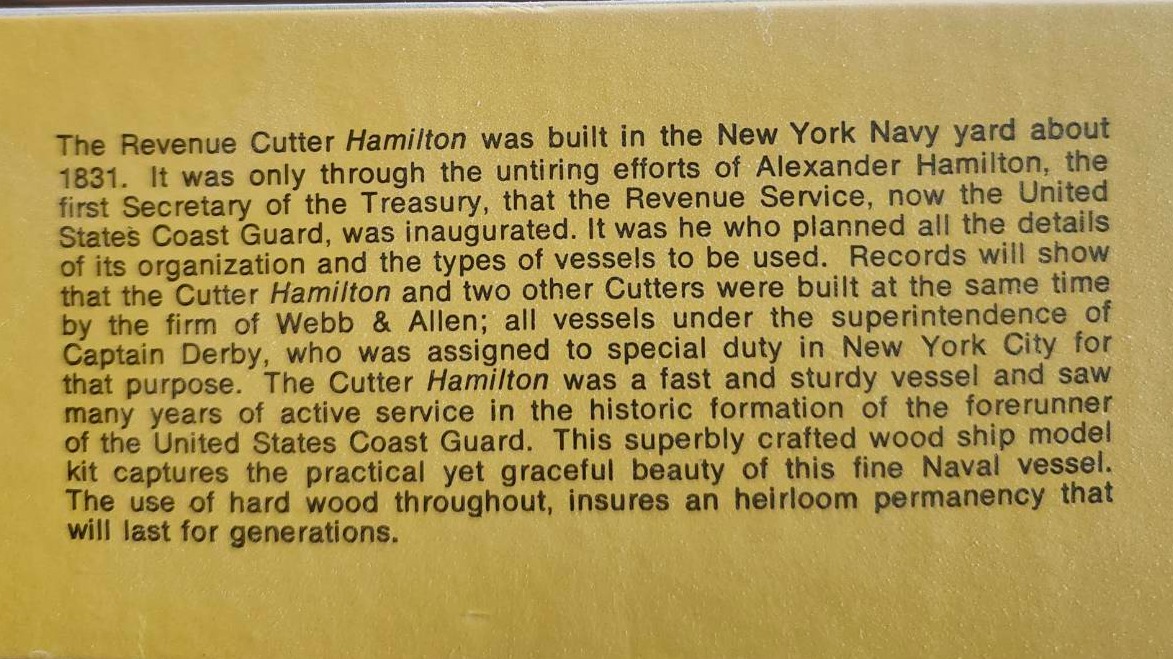 The Revenue Cutter Hamilton was built in the New York Navy yard about
1831. It was only through the untiring efforts of Alexander Hamilton, the
first Secretary of the Treasury, that the Revenue Service, now the United
States Coast Guard, was inaugurated. It was he who planned all the details
of its organization and the types of vessels to be used. Records will show
that the Cutter Hamilton and two other Cutters were built at the same time
by the firm of Webb & Allen; all vessels under the superintendence of
Captain Derby, who was assigned to special duty in New York City for
that purpose. The Cutter Hamilton was a fast and sturdy vessel and saw
many years of active service in the historic formation of the forerunner
of the United States Coast Guard. This superbly crafted wood ship model
kit captures the practical yet graceful beauty of this fine Naval vessel.
The use of hard wood throughout, insures an heirloom permanency that
will last for generations.